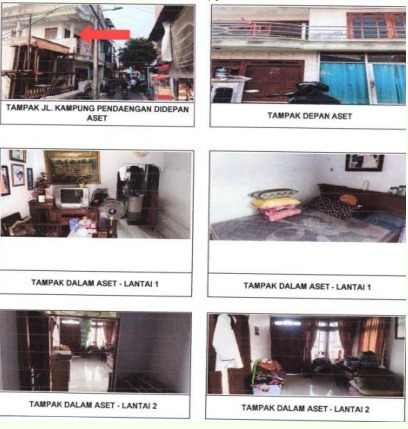 TAMPAK JL. KAMPUNG PENDAENGAN DIDEPAN
ASET
TAMPAK DEPAN ASET
TAMPAK DALAM ASET - LANTAI 1
TAMPAK DALAM ASET - LANTAI 1
TAMPAK DALAM ASET - LANTAI 2
TAMPAK DALAM ASET - LANTAI 2